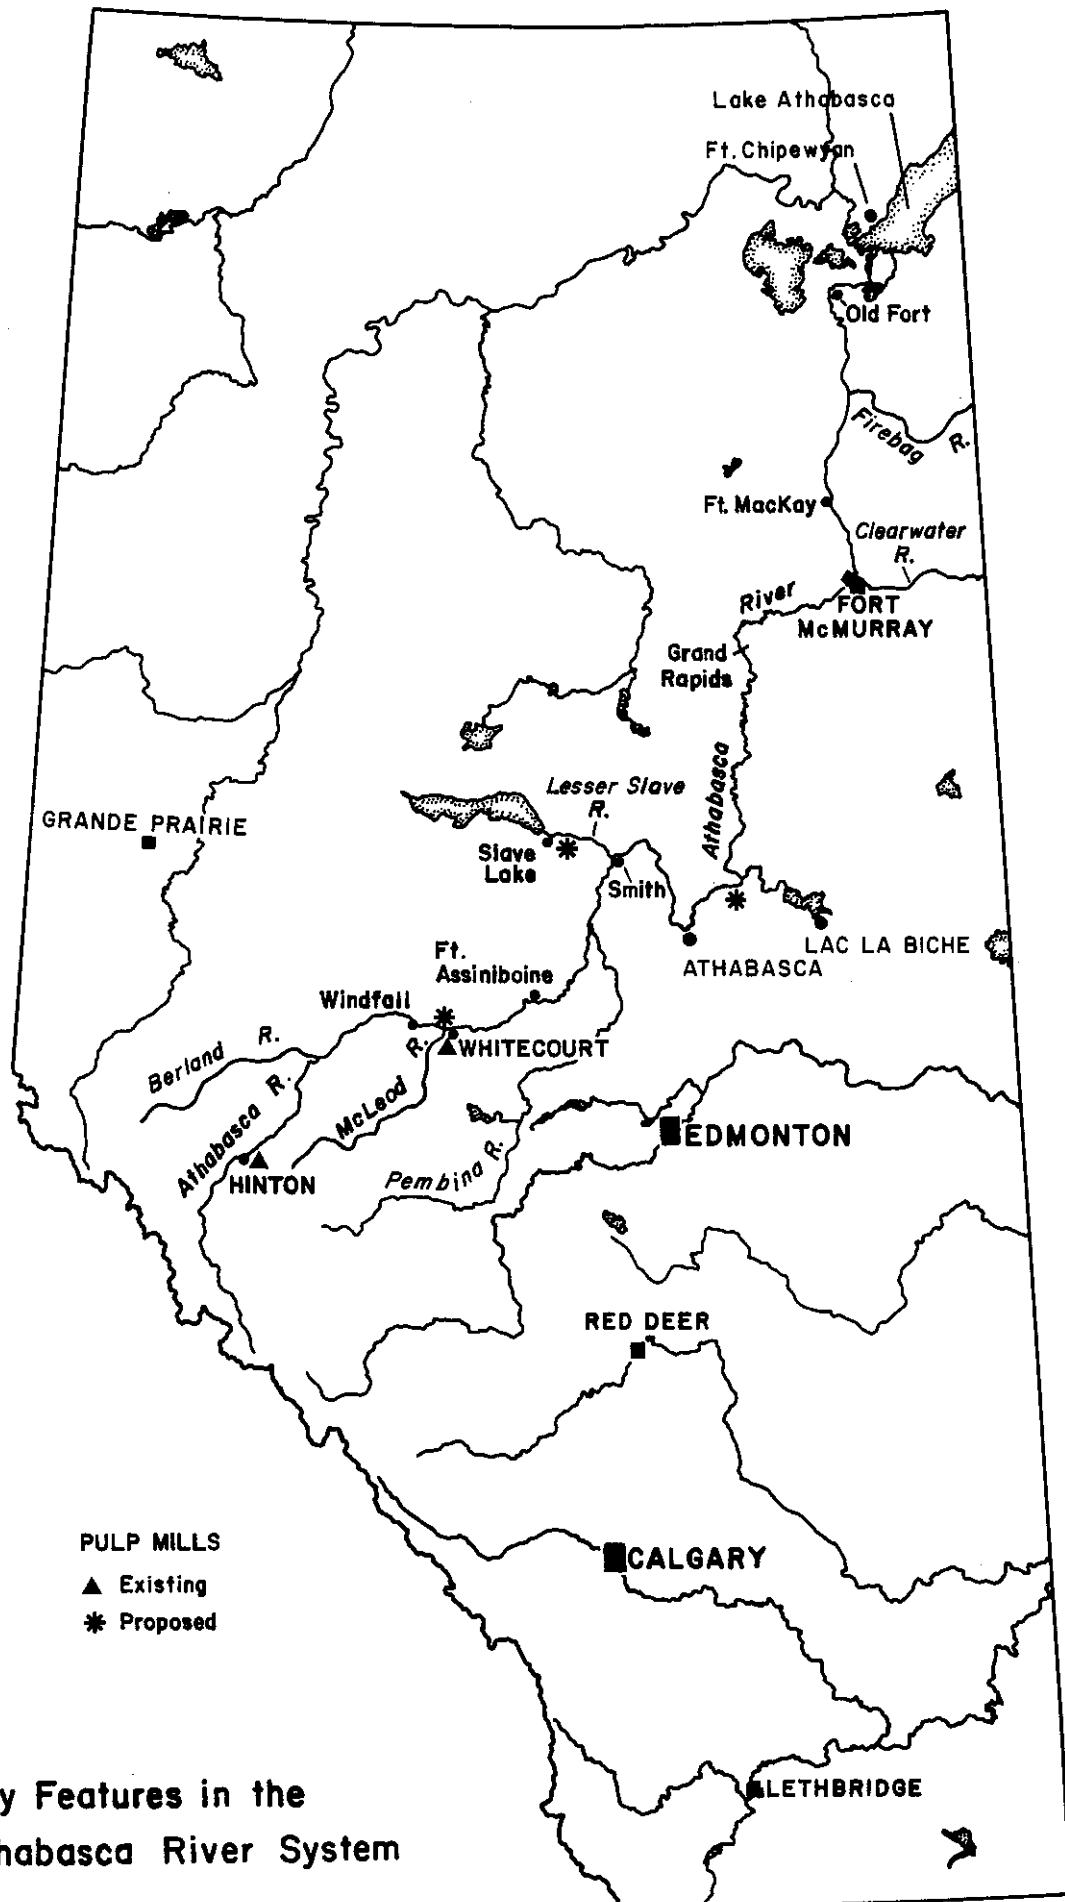 Lake Athabasca
Ft. Chipewyan
Old Fort
Firebag R.
Ft. MacKay
Clearwater
R.
River
FORT
McMURRAY
Grand
Rapids
Athabasca
Lesser Slave
R.
GRANDE PRAIRIE
Slave
Lake
Smith
LAC LA BICHE
ATHABASCA
Ft.
Assiniboine
Windfall
Berland R.
R.
WHITECOURT
McLeod
Athabasca R.
HINTON
Pembina R.
EDMONTON
RED DEER
PULP MILLS
Existing
Proposed
CALGARY
LETHBRIDGE
y Features in the
habasca River System